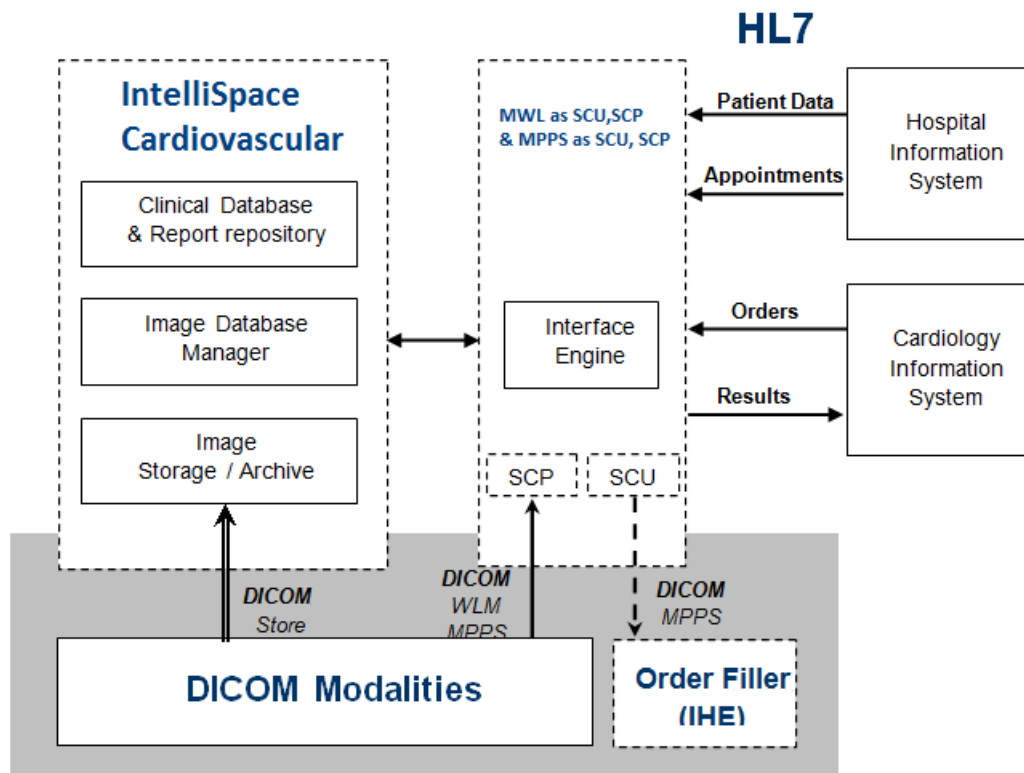 HL7
IntelliSpace
Cardiovascular
Clinical Database
& Report repository
Image Database
Manager
Image
Storage / Archive
MWL as SCU,SCP
& MPPS as SCU, SCP
Interface
Engine
SCP
SCU
Patient Data
Appointments
Hospital
Information
System
Orders
Results
Cardiology
Information
System
DICOM
Store
DICOM
WLM
MPPS
DICOM
MPPS
DICOM Modalities
Order Filler
(IHE)